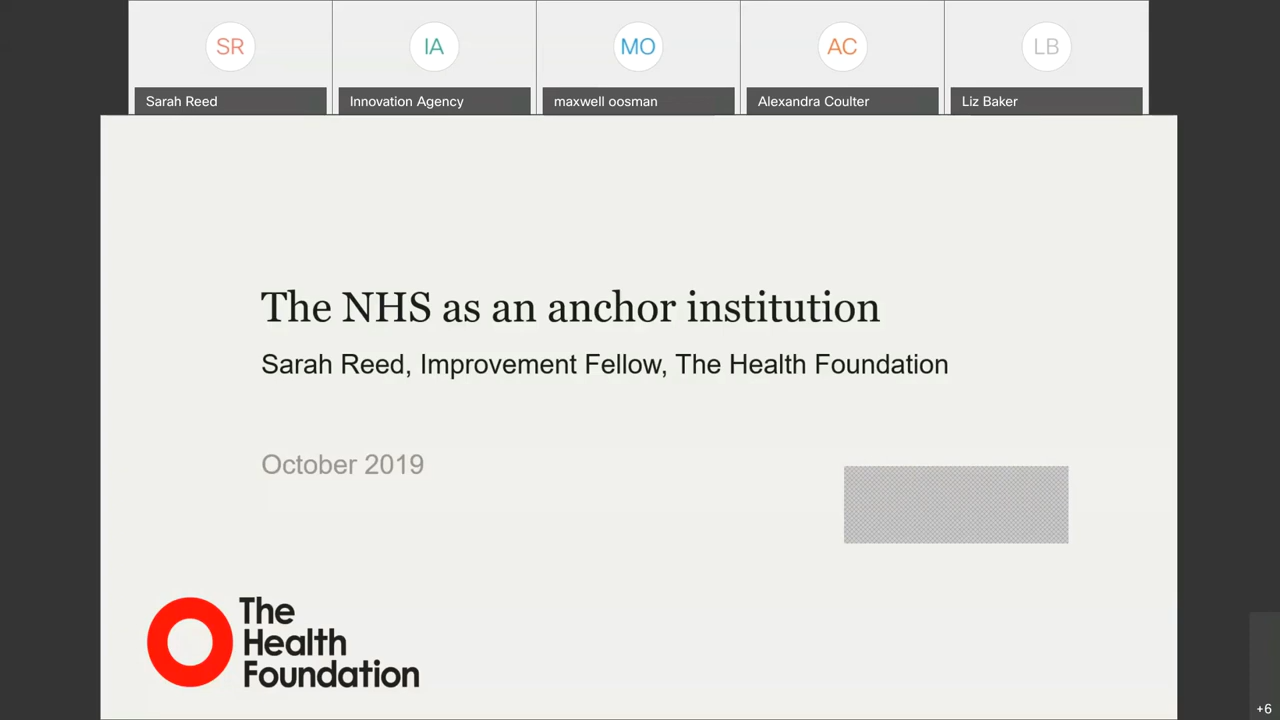 SR
IA
MO
AC
LB
Sarah Reed
Innovation Agency
maxwell oosman
Alexandra Coulter
Liz Baker
The NHS as an anchor institution
Sarah Reed, Improvement Fellow, The Health Foundation
October 2019
The
Health
Foundation
+6